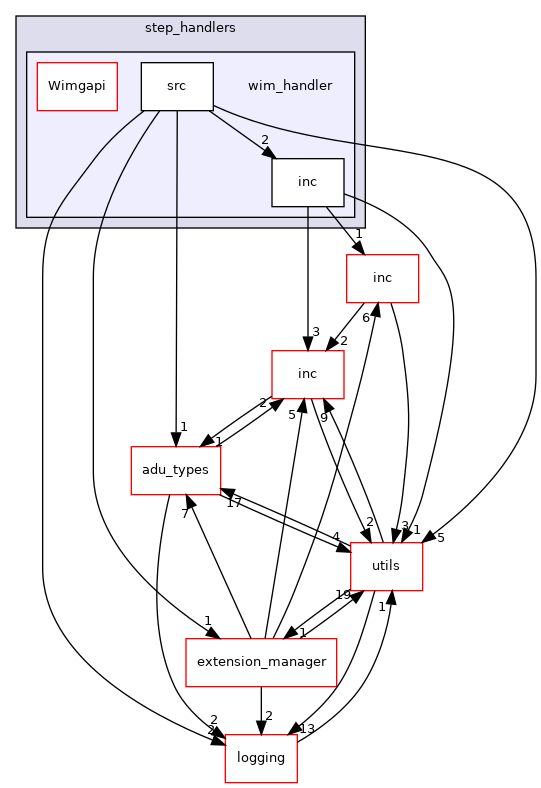 step_handlers
Wimgapi
src
wim_handler
2
inc
1
inc
3
6
2
inc
2
5
9
1
1
adu_types
17
7
4
2
3
1
5
utils
19
1
1
1
extension_manager
2
2
2
13
logging